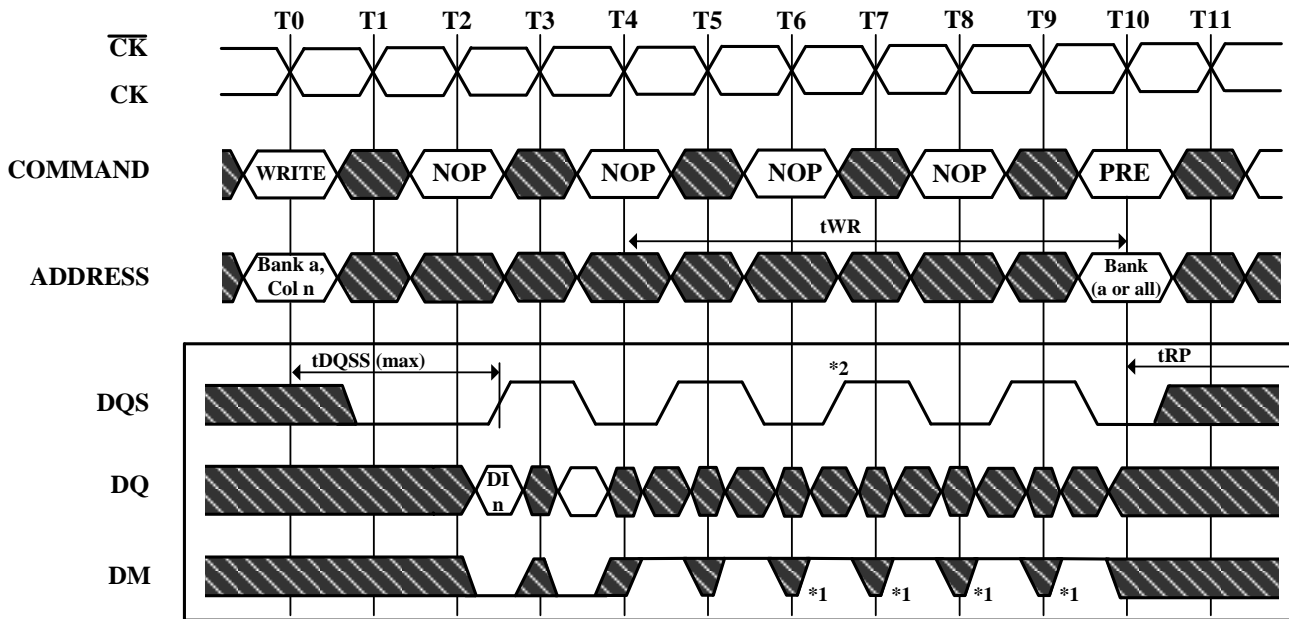 T0 T1 T2 T3 T4 T5 T6 T7 T8 T9 T10 T11
CK
CK
COMMAND WRITE NOP NOP NOP NOP PRE
tWR
ADDRESS Bank a, Col n Bank (a or all)
tDQSS (max) tRP
*2
DQS
DQ DI n
DM
*1 *1 *1 *1